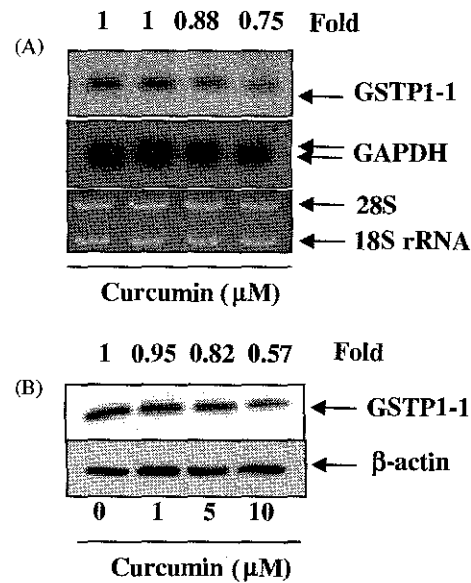 1 1 0.88 0.75 Fold
(A)
GSTP1-1
GAPDH
28S
18S rRNA
Curcumin (μM)
1 0.95 0.82 0.57 Fold
(B)
GSTP1-1
β-actin
0 1 5 10
Curcumin (μM)